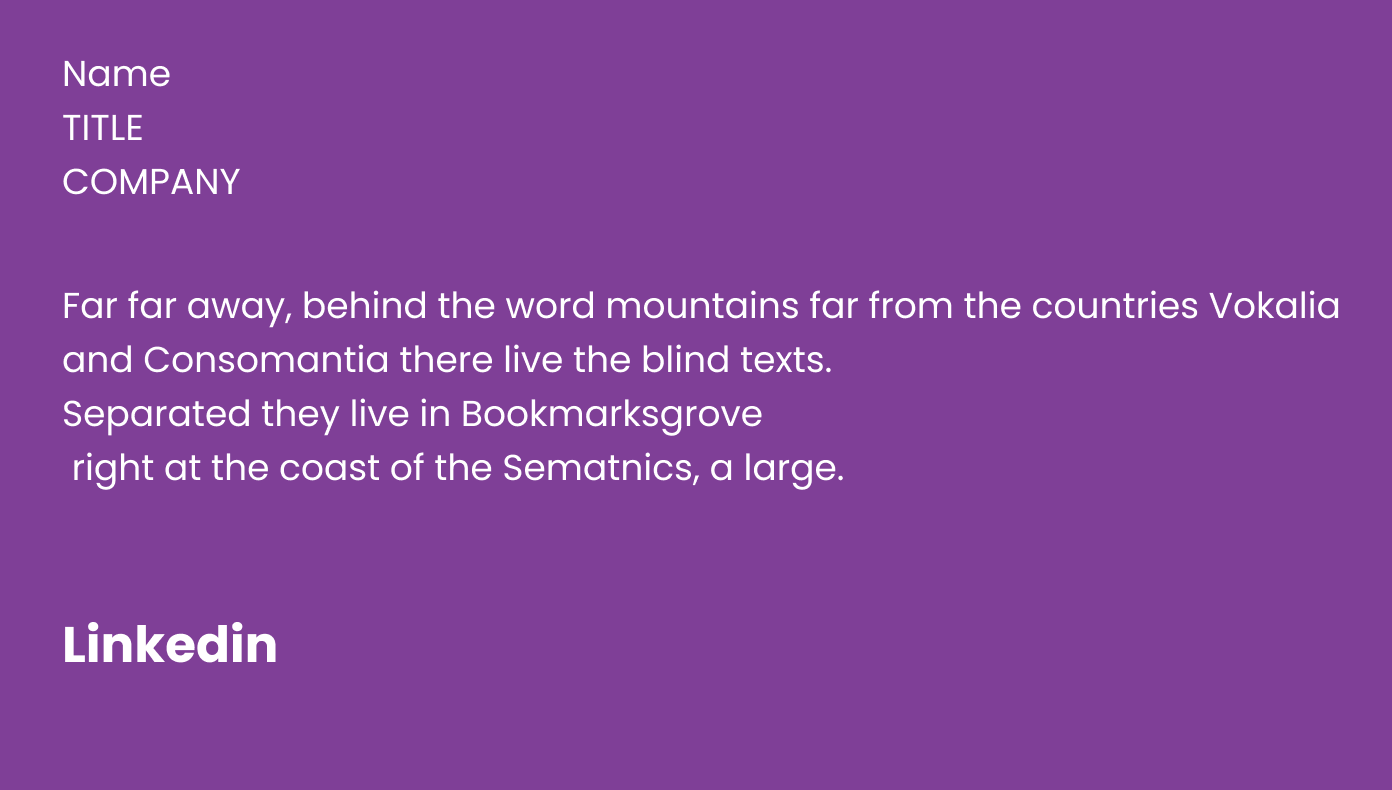 Name
TITLE
COMPANY
Far far away, behind the word mountains far from the countries Vokalia
and Consomantia there live the blind texts.
Separated they live in Bookmarksgrove
right at the coast of the Sematnics, a large.
Linkedin